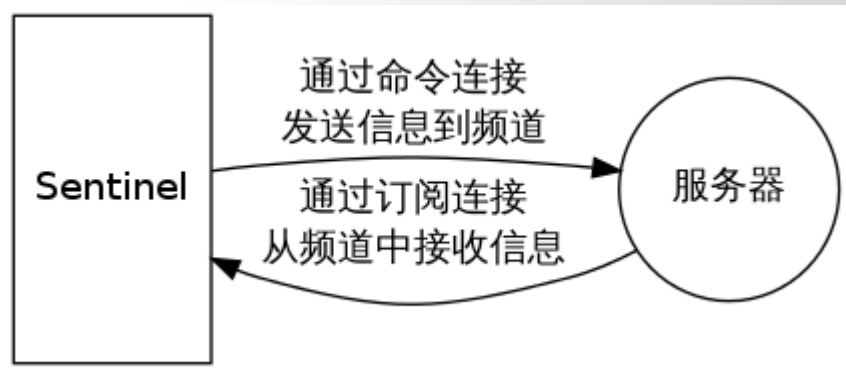 通过命令连接
发送信息到频道
Sentinel
服务器
通过订阅连接
从频道中接收信息